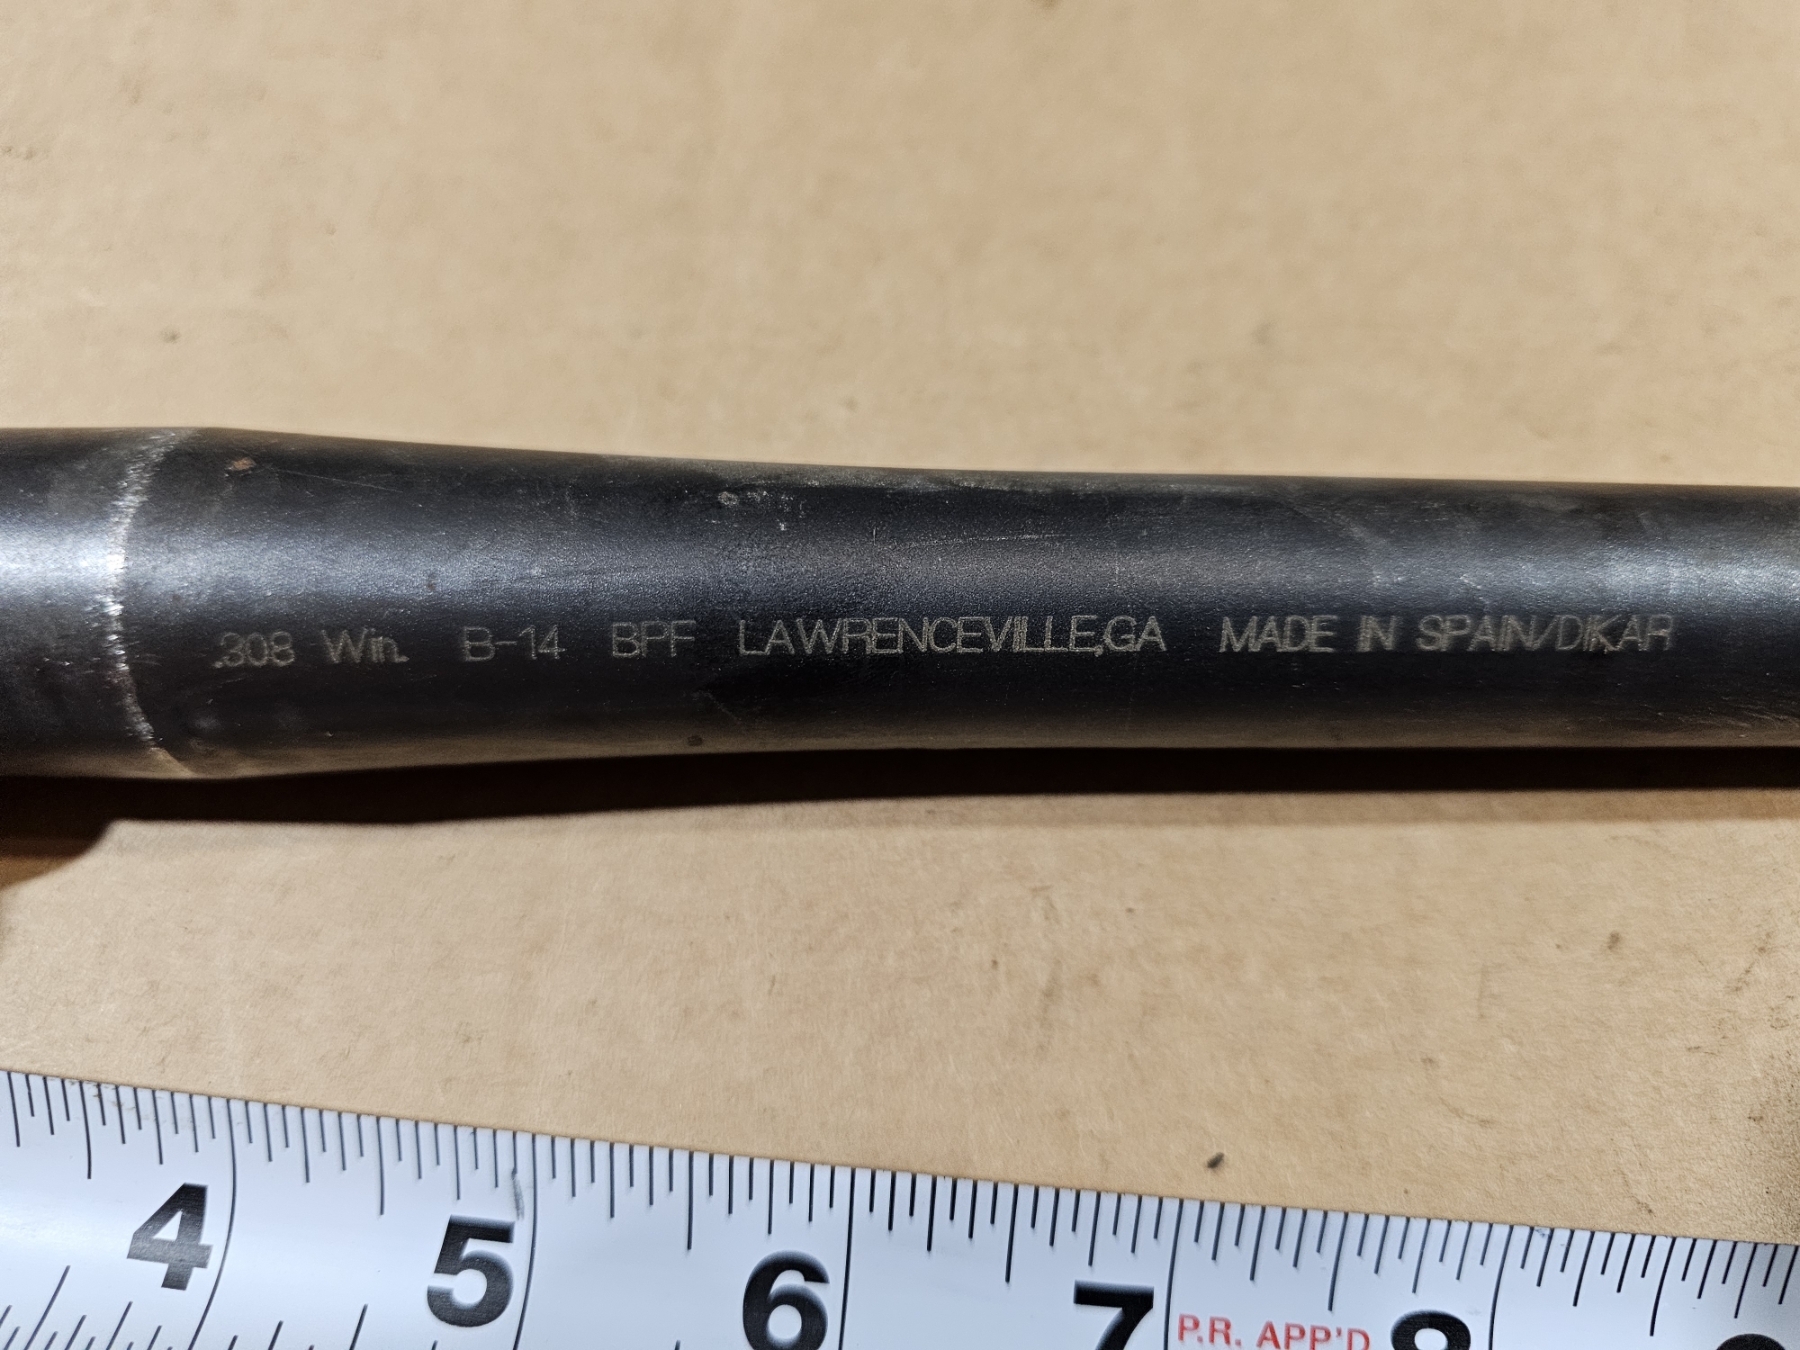 .308 Win. B-14 BPF LAWRENCEVILLE,GA MADE IN SPAIN/DIKAR
4 5 6 7 P.R. APP'D 8